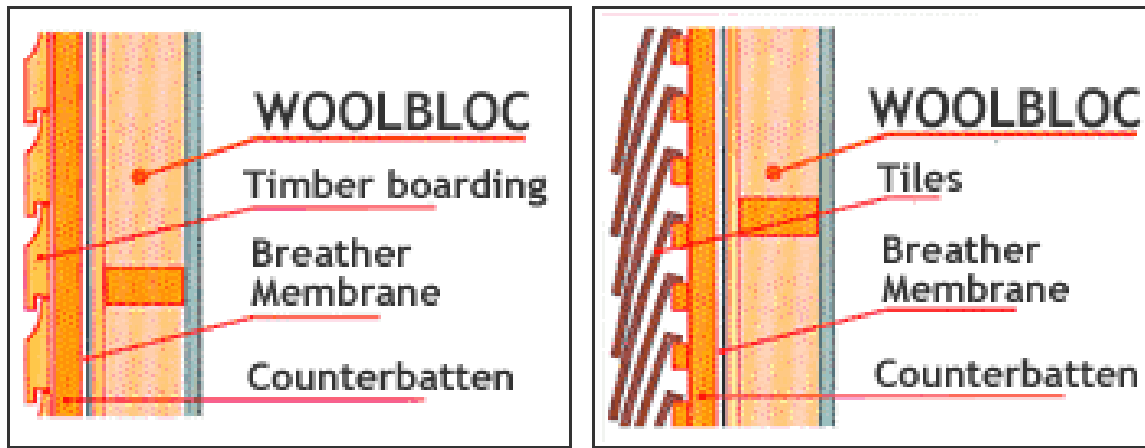 WOOLBLOC
Timber boarding
Breather
Membrane
Counterbatten
WOOLBLOC
Tiles
Breather
Membrane
Counterbatten